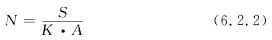 N = S / (K · A) (6.2.2)